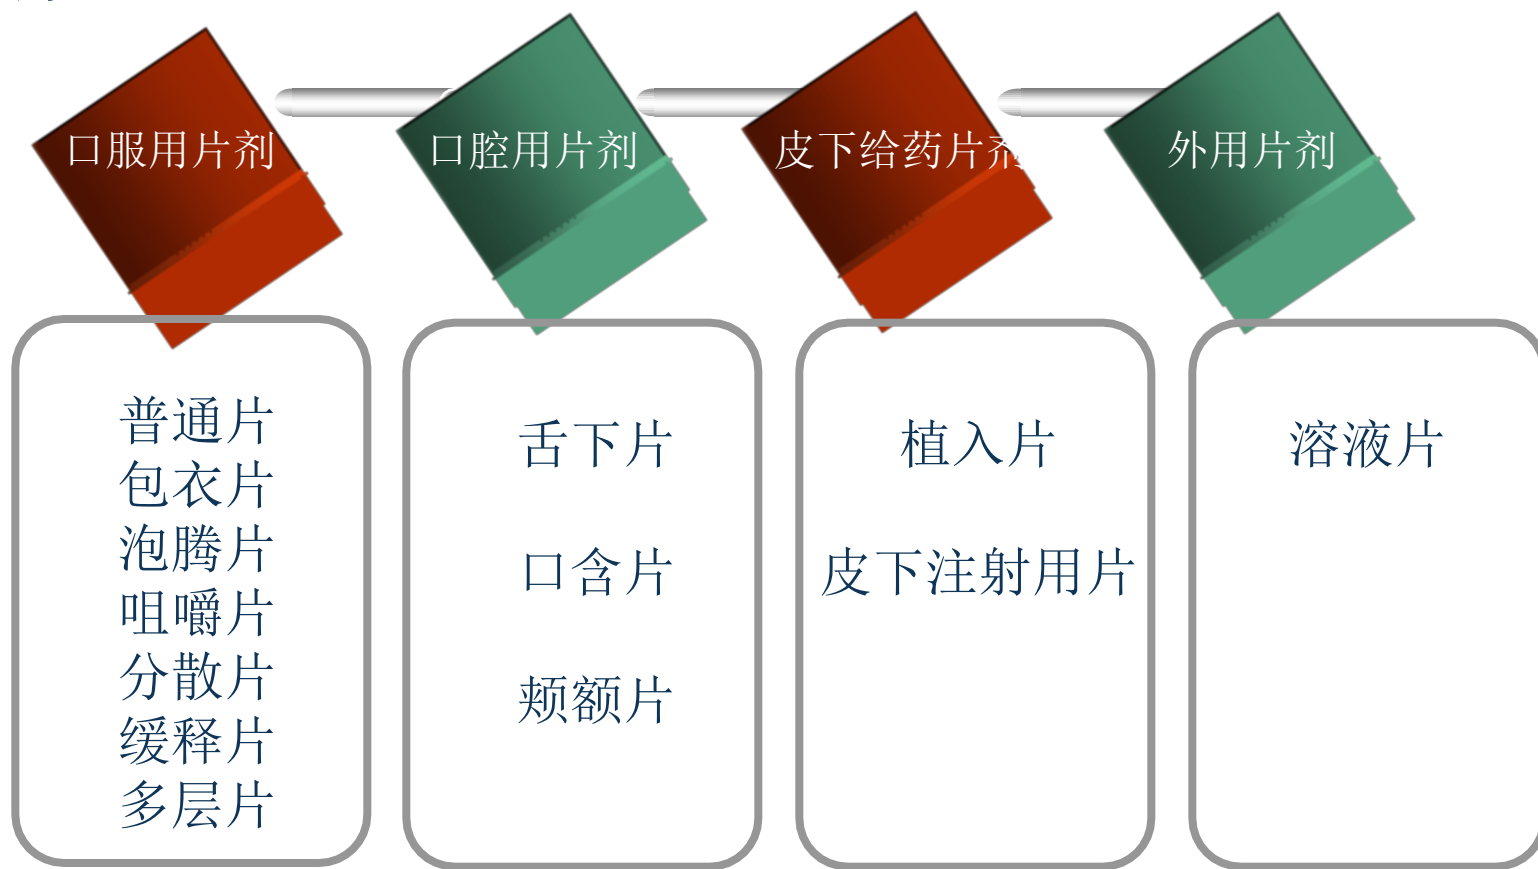 口服用片剂
口腔用片剂
皮下给药片剂
外用片剂
普通片
包衣片
泡腾片
咀嚼片
分散片
缓释片
多层片
舌下片
口含片
颊额片
植入片
皮下注射用片
溶液片